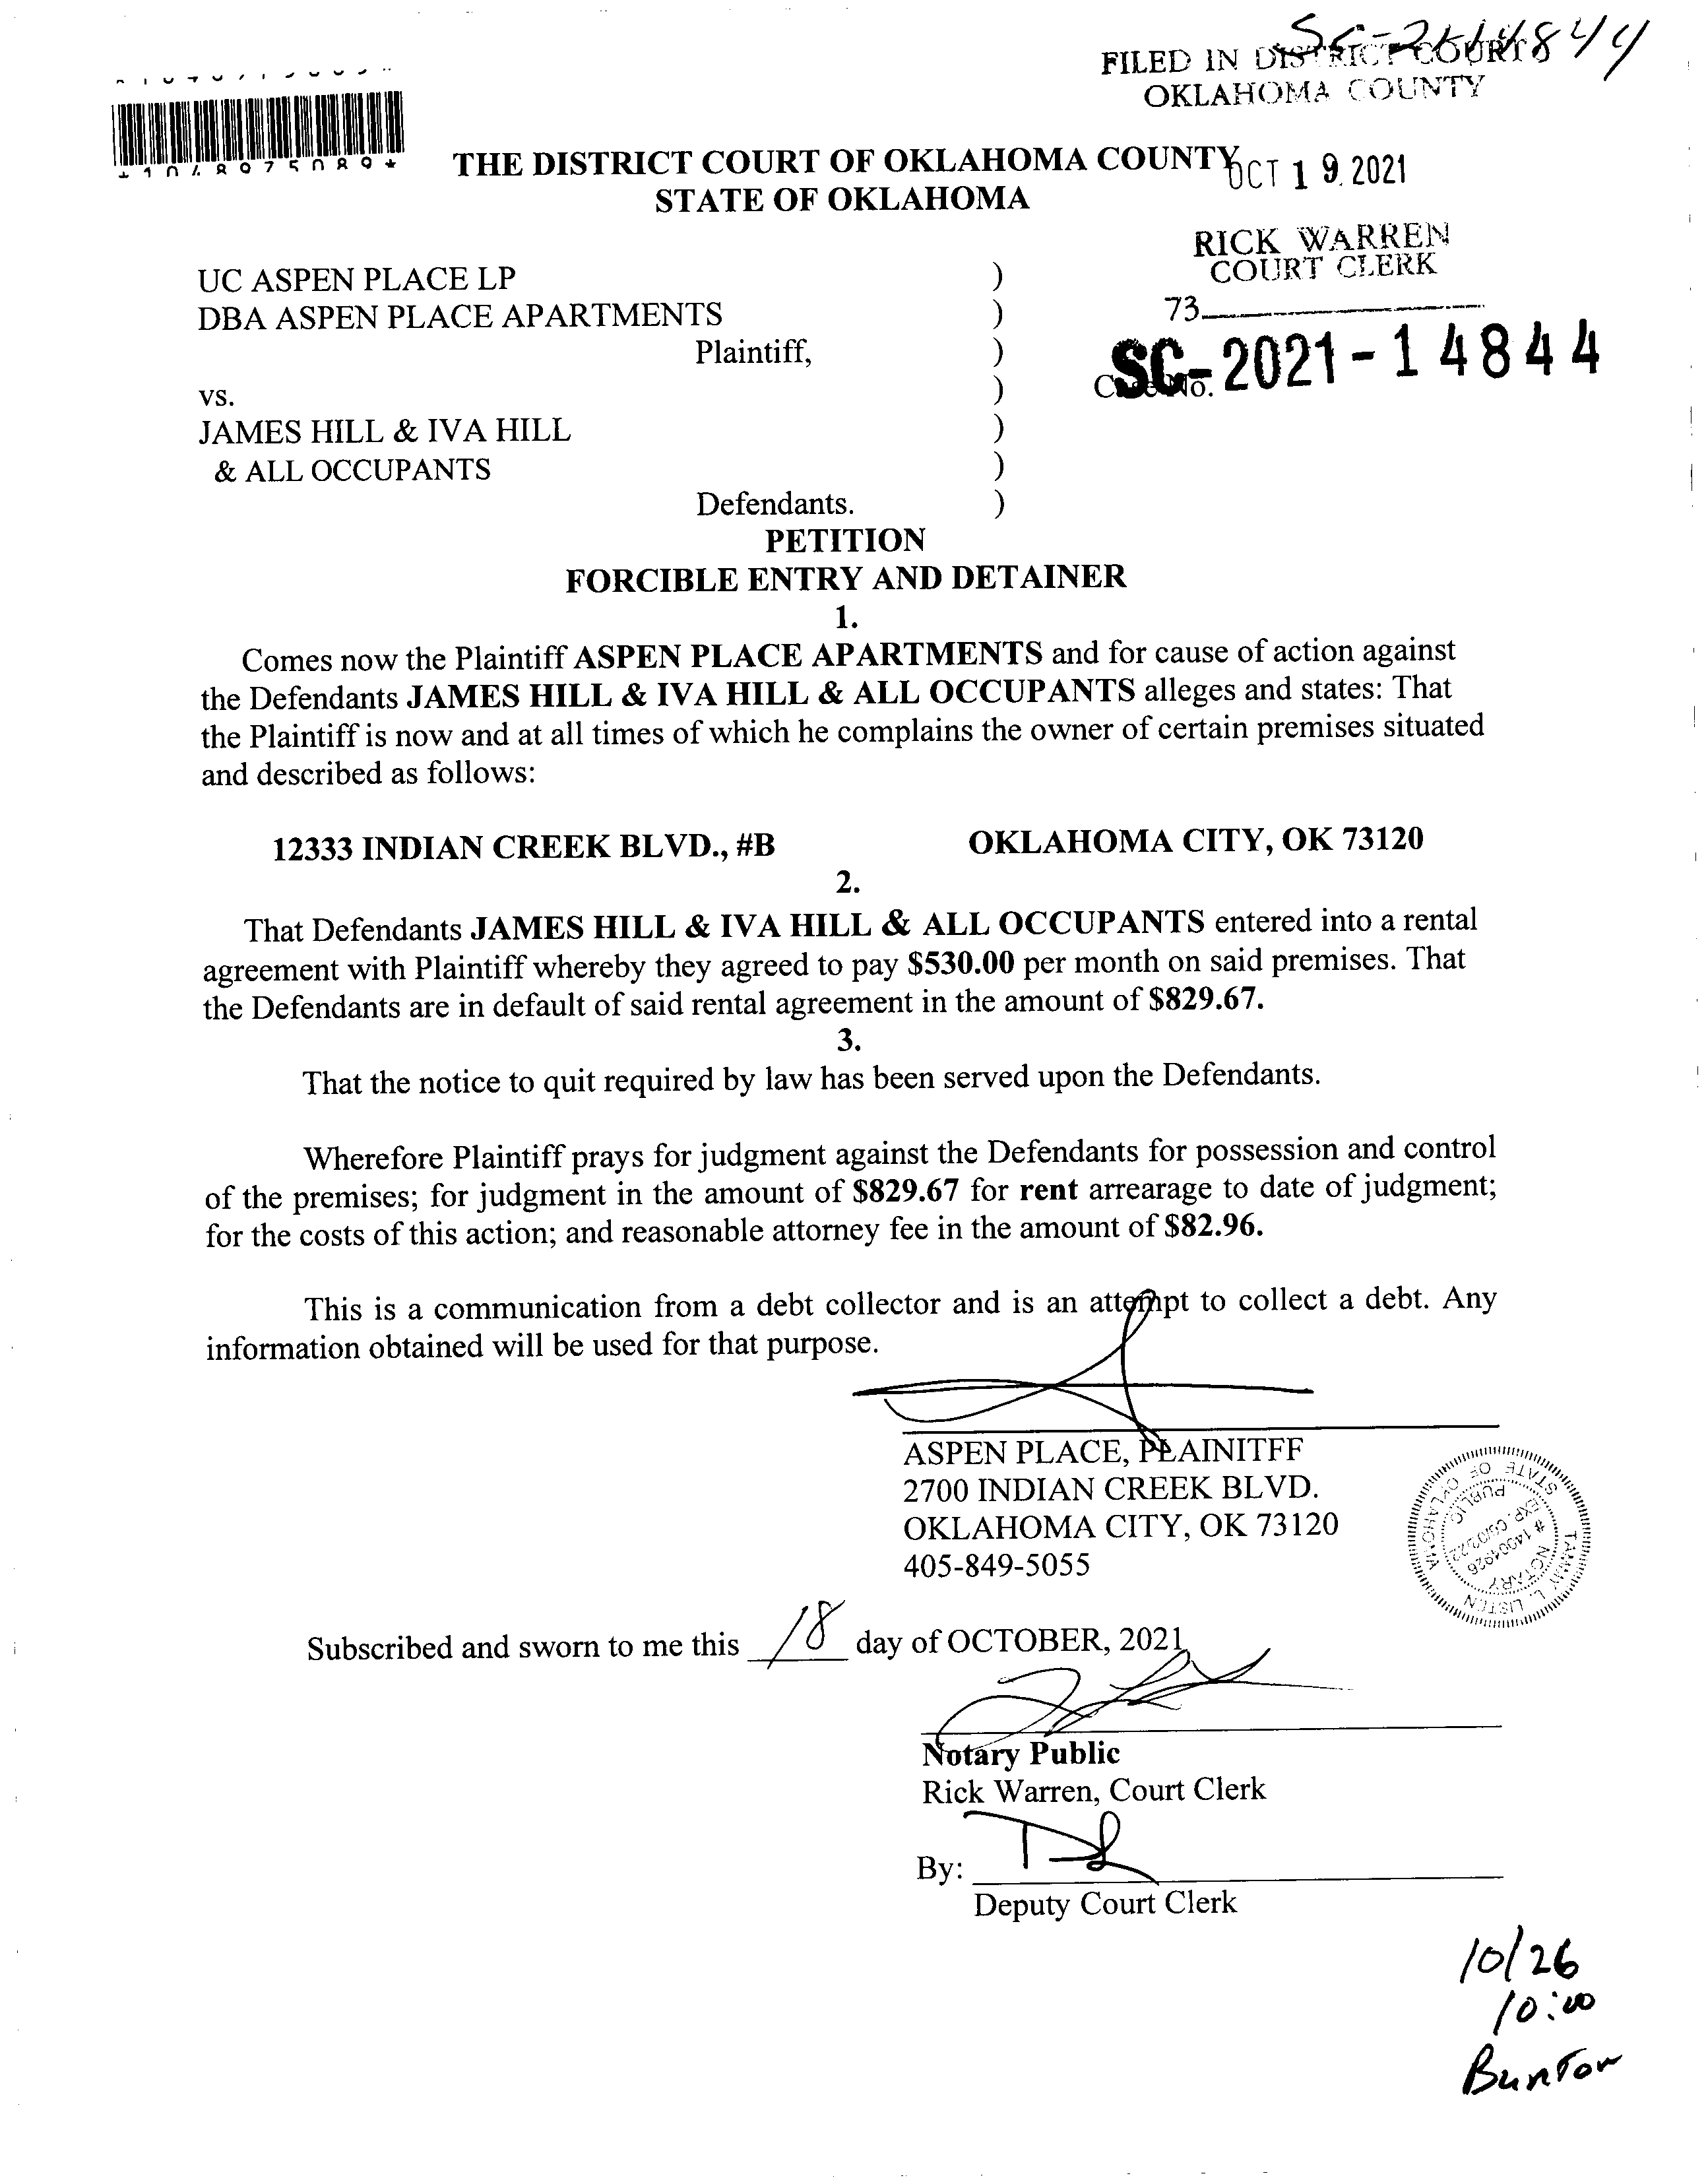 SC-21-14844
FILED IN DISTRICT COURT
OKLAHOMA COUNTY
*1048975089*
THE DISTRICT COURT OF OKLAHOMA COUNTY
OCT 19 2021
STATE OF OKLAHOMA
RICK WARREN
COURT CLERK
73
UC ASPEN PLACE LP )
DBA ASPEN PLACE APARTMENTS )
Plaintiff, )
SC-2021-14844
Case No.
vs. )
JAMES HILL & IVA HILL )
& ALL OCCUPANTS )
Defendants. )
PETITION
FORCIBLE ENTRY AND DETAINER
1.
Comes now the Plaintiff ASPEN PLACE APARTMENTS and for cause of action against
the Defendants JAMES HILL & IVA HILL & ALL OCCUPANTS alleges and states: That
the Plaintiff is now and at all times of which he complains the owner of certain premises situated
and described as follows:
12333 INDIAN CREEK BLVD., #B OKLAHOMA CITY, OK 73120
2.
That Defendants JAMES HILL & IVA HILL & ALL OCCUPANTS entered into a rental
agreement with Plaintiff whereby they agreed to pay $530.00 per month on said premises. That
the Defendants are in default of said rental agreement in the amount of $829.67.
3.
That the notice to quit required by law has been served upon the Defendants.
Wherefore Plaintiff prays for judgment against the Defendants for possession and control
of the premises; for judgment in the amount of $829.67 for rent arrearage to date of judgment;
for the costs of this action; and reasonable attorney fee in the amount of $82.96.
This is a communication from a debt collector and is an attempt to collect a debt. Any
information obtained will be used for that purpose.
ASPEN PLACE, PLAINITFF
2700 INDIAN CREEK BLVD.
OKLAHOMA CITY, OK 73120
405-849-5055
TAMMY L. LISTEN
NOTARY
# 14004926
EXP. 05/22/22
PUBLIC
STATE OF OKLAHOMA
Subscribed and sworn to me this 18 day of OCTOBER, 2021
Notary Public
Rick Warren, Court Clerk
By:
Deputy Court Clerk
10/26
10:00
Bunton